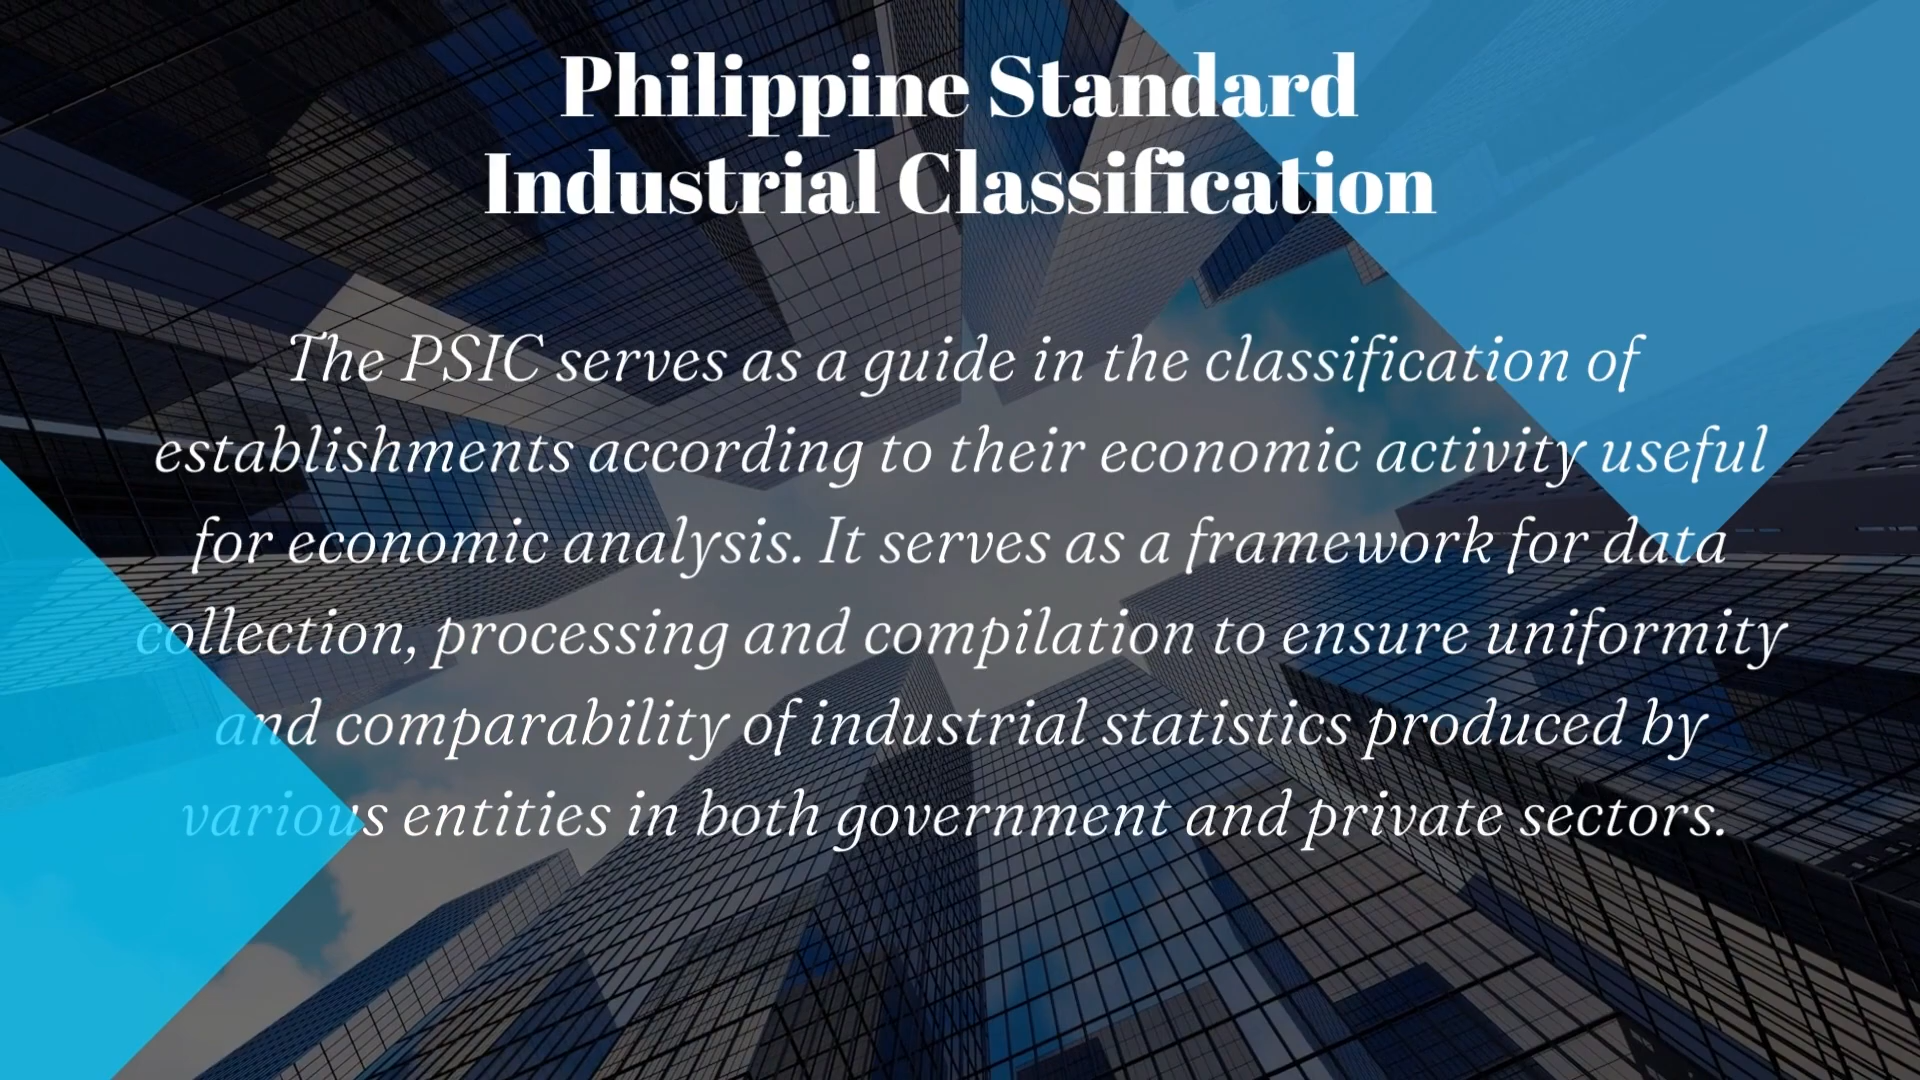 Philippine Standard
Industrial Classification
The PSIC serves as a guide in the classification of
establishments according to their economic activity useful
for economic analysis. It serves as a framework for data
collection, processing and compilation to ensure uniformity
and comparability of industrial statistics produced by
various entities in both government and private sectors.